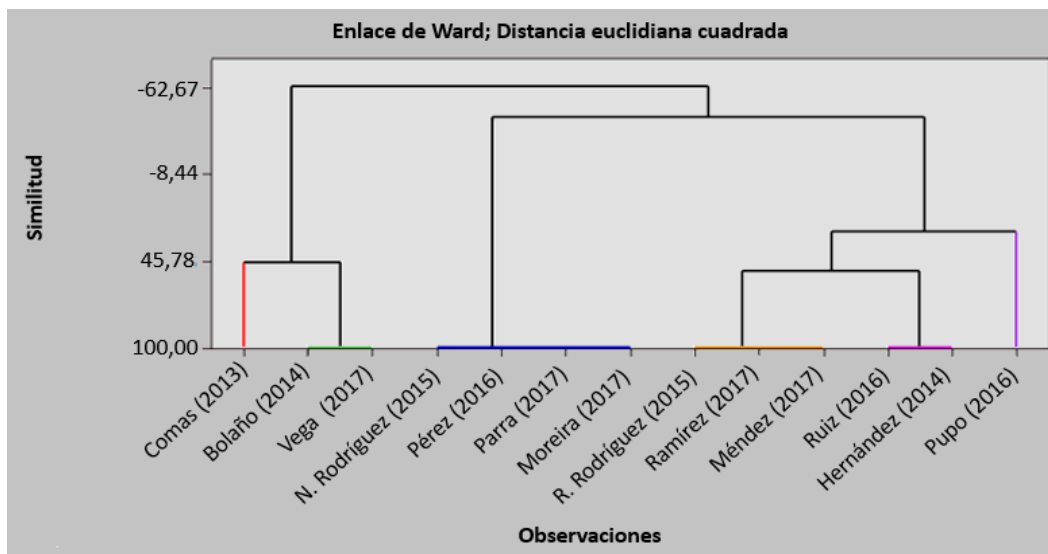 Enlace de Ward; Distancia euclidiana cuadrada
Similitud
-62,67
-8,44
45,78
100,00
Comas (2013)
Bolaño (2014)
Vega (2017)
N. Rodríguez (2015)
Pérez (2016)
Parra (2017)
Moreira (2017)
R. Rodríguez (2015)
Ramírez (2017)
Méndez (2017)
Ruiz (2016)
Hernández (2014)
Pupo (2016)
Observaciones